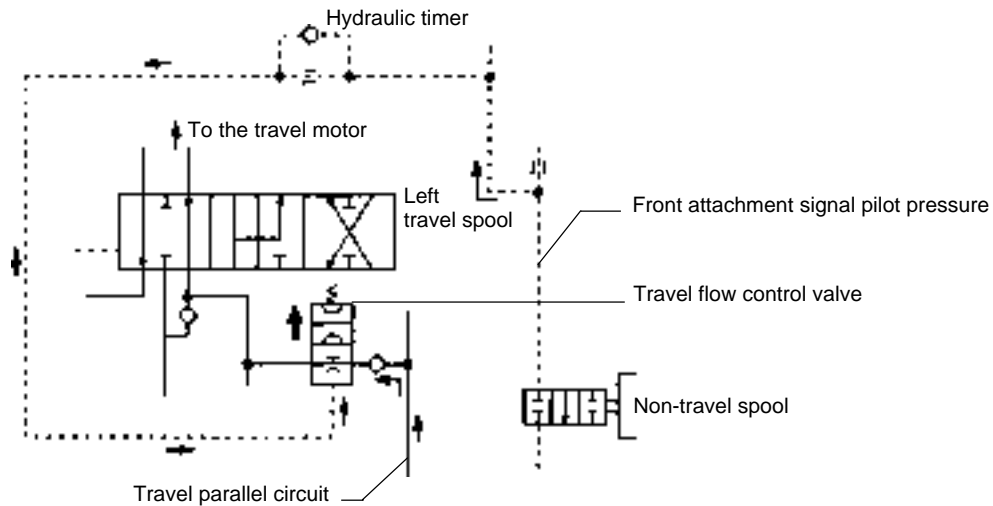 Hydraulic timer
To the travel motor
Left
travel spool
Front attachment signal pilot pressure
Travel flow control valve
Non-travel spool
Travel parallel circuit